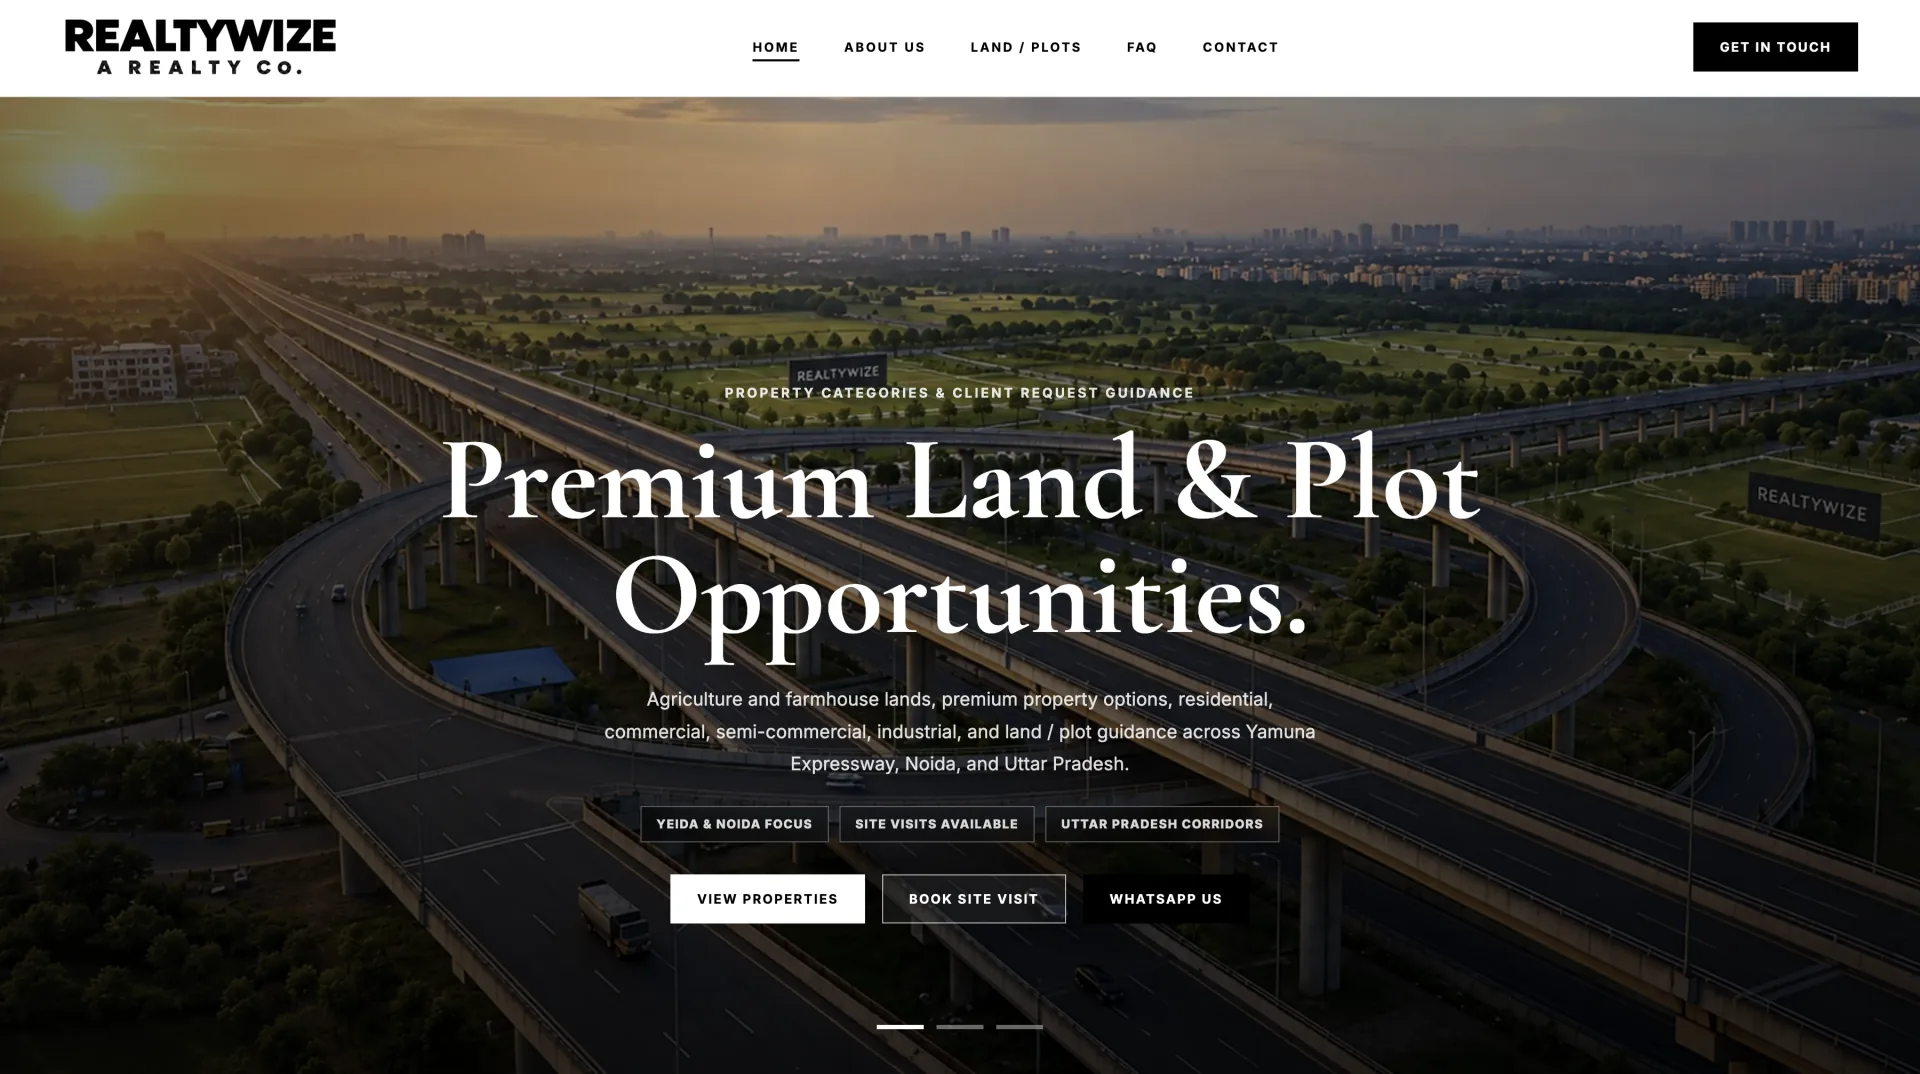 REALTYWIZE
A REALTY CO.
HOME
ABOUT US
LAND / PLOTS
FAQ
CONTACT
GET IN TOUCH
REALTYWIZE
PROPERTY CATEGORIES & CLIENT REQUEST GUIDANCE
Premium Land & Plot
Opportunities.
REALTYWIZE
Agriculture and farmhouse lands, premium property options, residential,
commercial, semi-commercial, industrial, and land / plot guidance across Yamuna
Expressway, Noida, and Uttar Pradesh.
YEIDA & NOIDA FOCUS
SITE VISITS AVAILABLE
UTTAR PRADESH CORRIDORS
VIEW PROPERTIES
BOOK SITE VISIT
WHATSAPP US